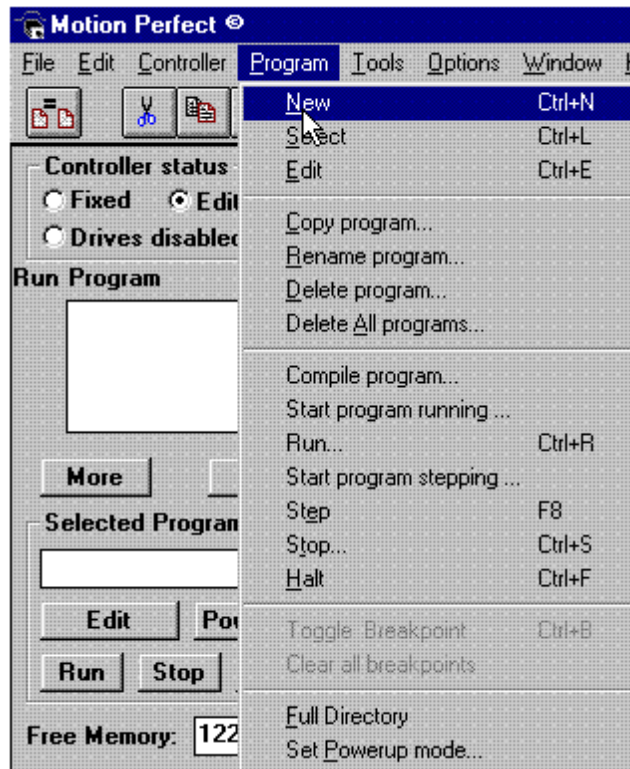 Motion Perfect ©
File Edit Controller Program Tools Options Window
New Ctrl+N
Select Ctrl+L
Edit Ctrl+E
Copy program...
Rename program...
Delete program...
Delete All programs...
Compile program...
Start program running ...
Run... Ctrl+R
Start program stepping ...
Step F8
Stop... Ctrl+S
Halt Ctrl+F
Toggle Breakpoint Ctrl+B
Clear all breakpoints
Full Directory
Set Powerup mode...
Controller status
Fixed Edit
Drives disabled
Run Program
More
Selected Program
Edit Pow
Run Stop
Free Memory: 122